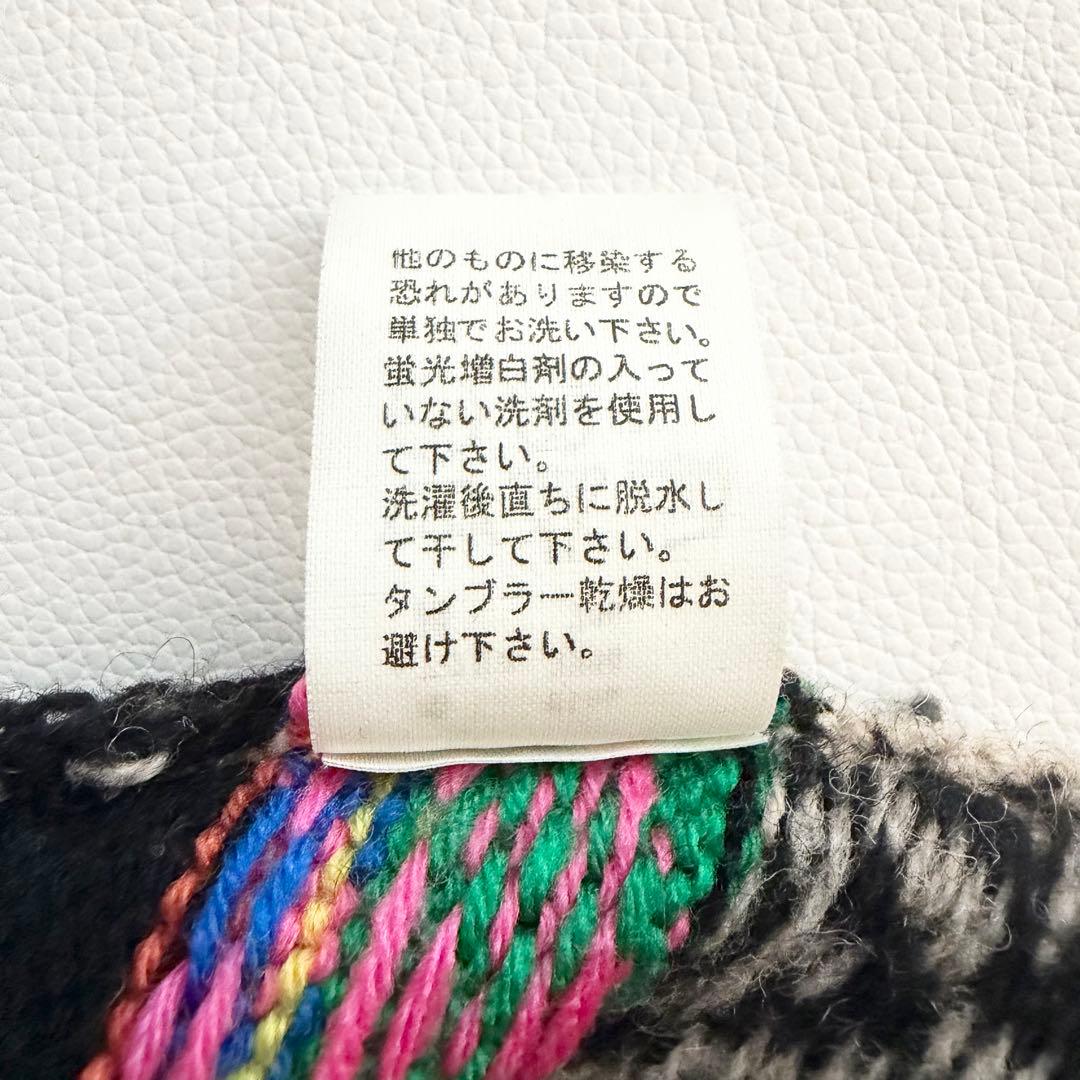 他のものに移染する
恐れがありますので
単独でお洗い下さい。
蛍光増白剤の入って
いない洗剤を使用し
て下さい。
洗濯後直ちに脱水し
て干して下さい。
タンブラー乾燥はお
避け下さい。